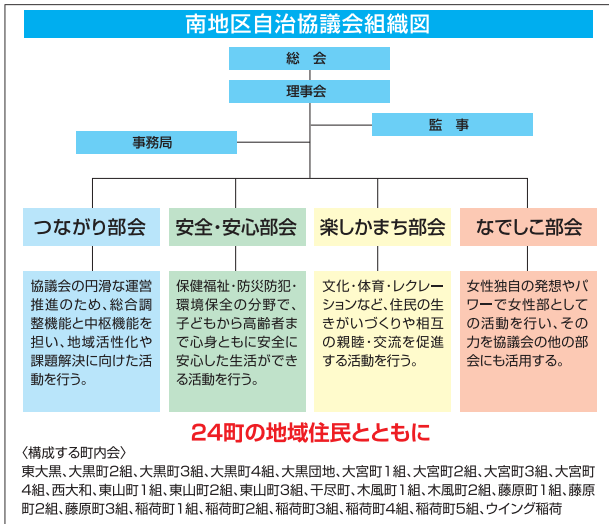 南地区自治協議会組織図
総　会
理事会
監　事
事務局
つながり部会
協議会の円滑な運営
推進のため、総合調
整機能と中枢機能を
担い、地域活性化や
課題解決に向けた活
動を行う。
安全・安心部会
保健福祉・防災防犯・
環境保全の分野で、
子どもから高齢者ま
で心身ともに安全に
安心した生活ができ
る活動を行う。
楽しかまち部会
文化・体育・レクレー
ションなど、住民の生
きがいづくりや相互
の親睦・交流を促進
する活動を行う。
なでしこ部会
女性独自の発想やパ
ワーで女性部として
の活動を行い、その
力を協議会の他の部
会にも活用する。
24町の地域住民とともに
〈構成する町内会〉
東大黒、大黒町2組、大黒町3組、大黒町4組、大黒団地、大宮町1組、大宮町2組、大宮町3組、大宮町
4組、西大和、東山町1組、東山町2組、東山町3組、干尽町、木風町1組、木風町2組、藤原町1組、藤原
町2組、藤原町3組、稲荷町1組、稲荷町2組、稲荷町3組、稲荷町4組、稲荷町5組、ウイング稲荷